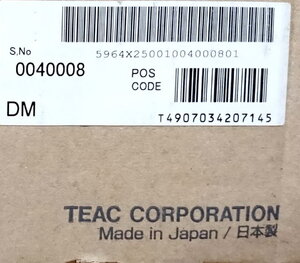 S.No
5964X25001004000801
0040008
POS
CODE
DM
T4907034207145
TEAC CORPORATION
Made in Japan / 日本製